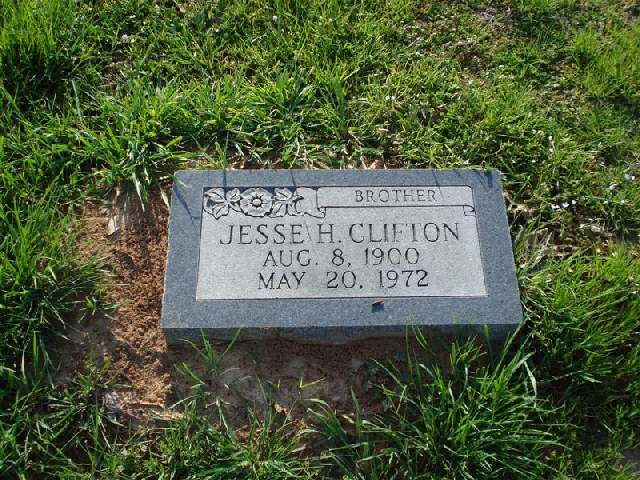 BROTHER
JESSE H. CLIFTON
AUG. 8, 1900
MAY 20, 1972